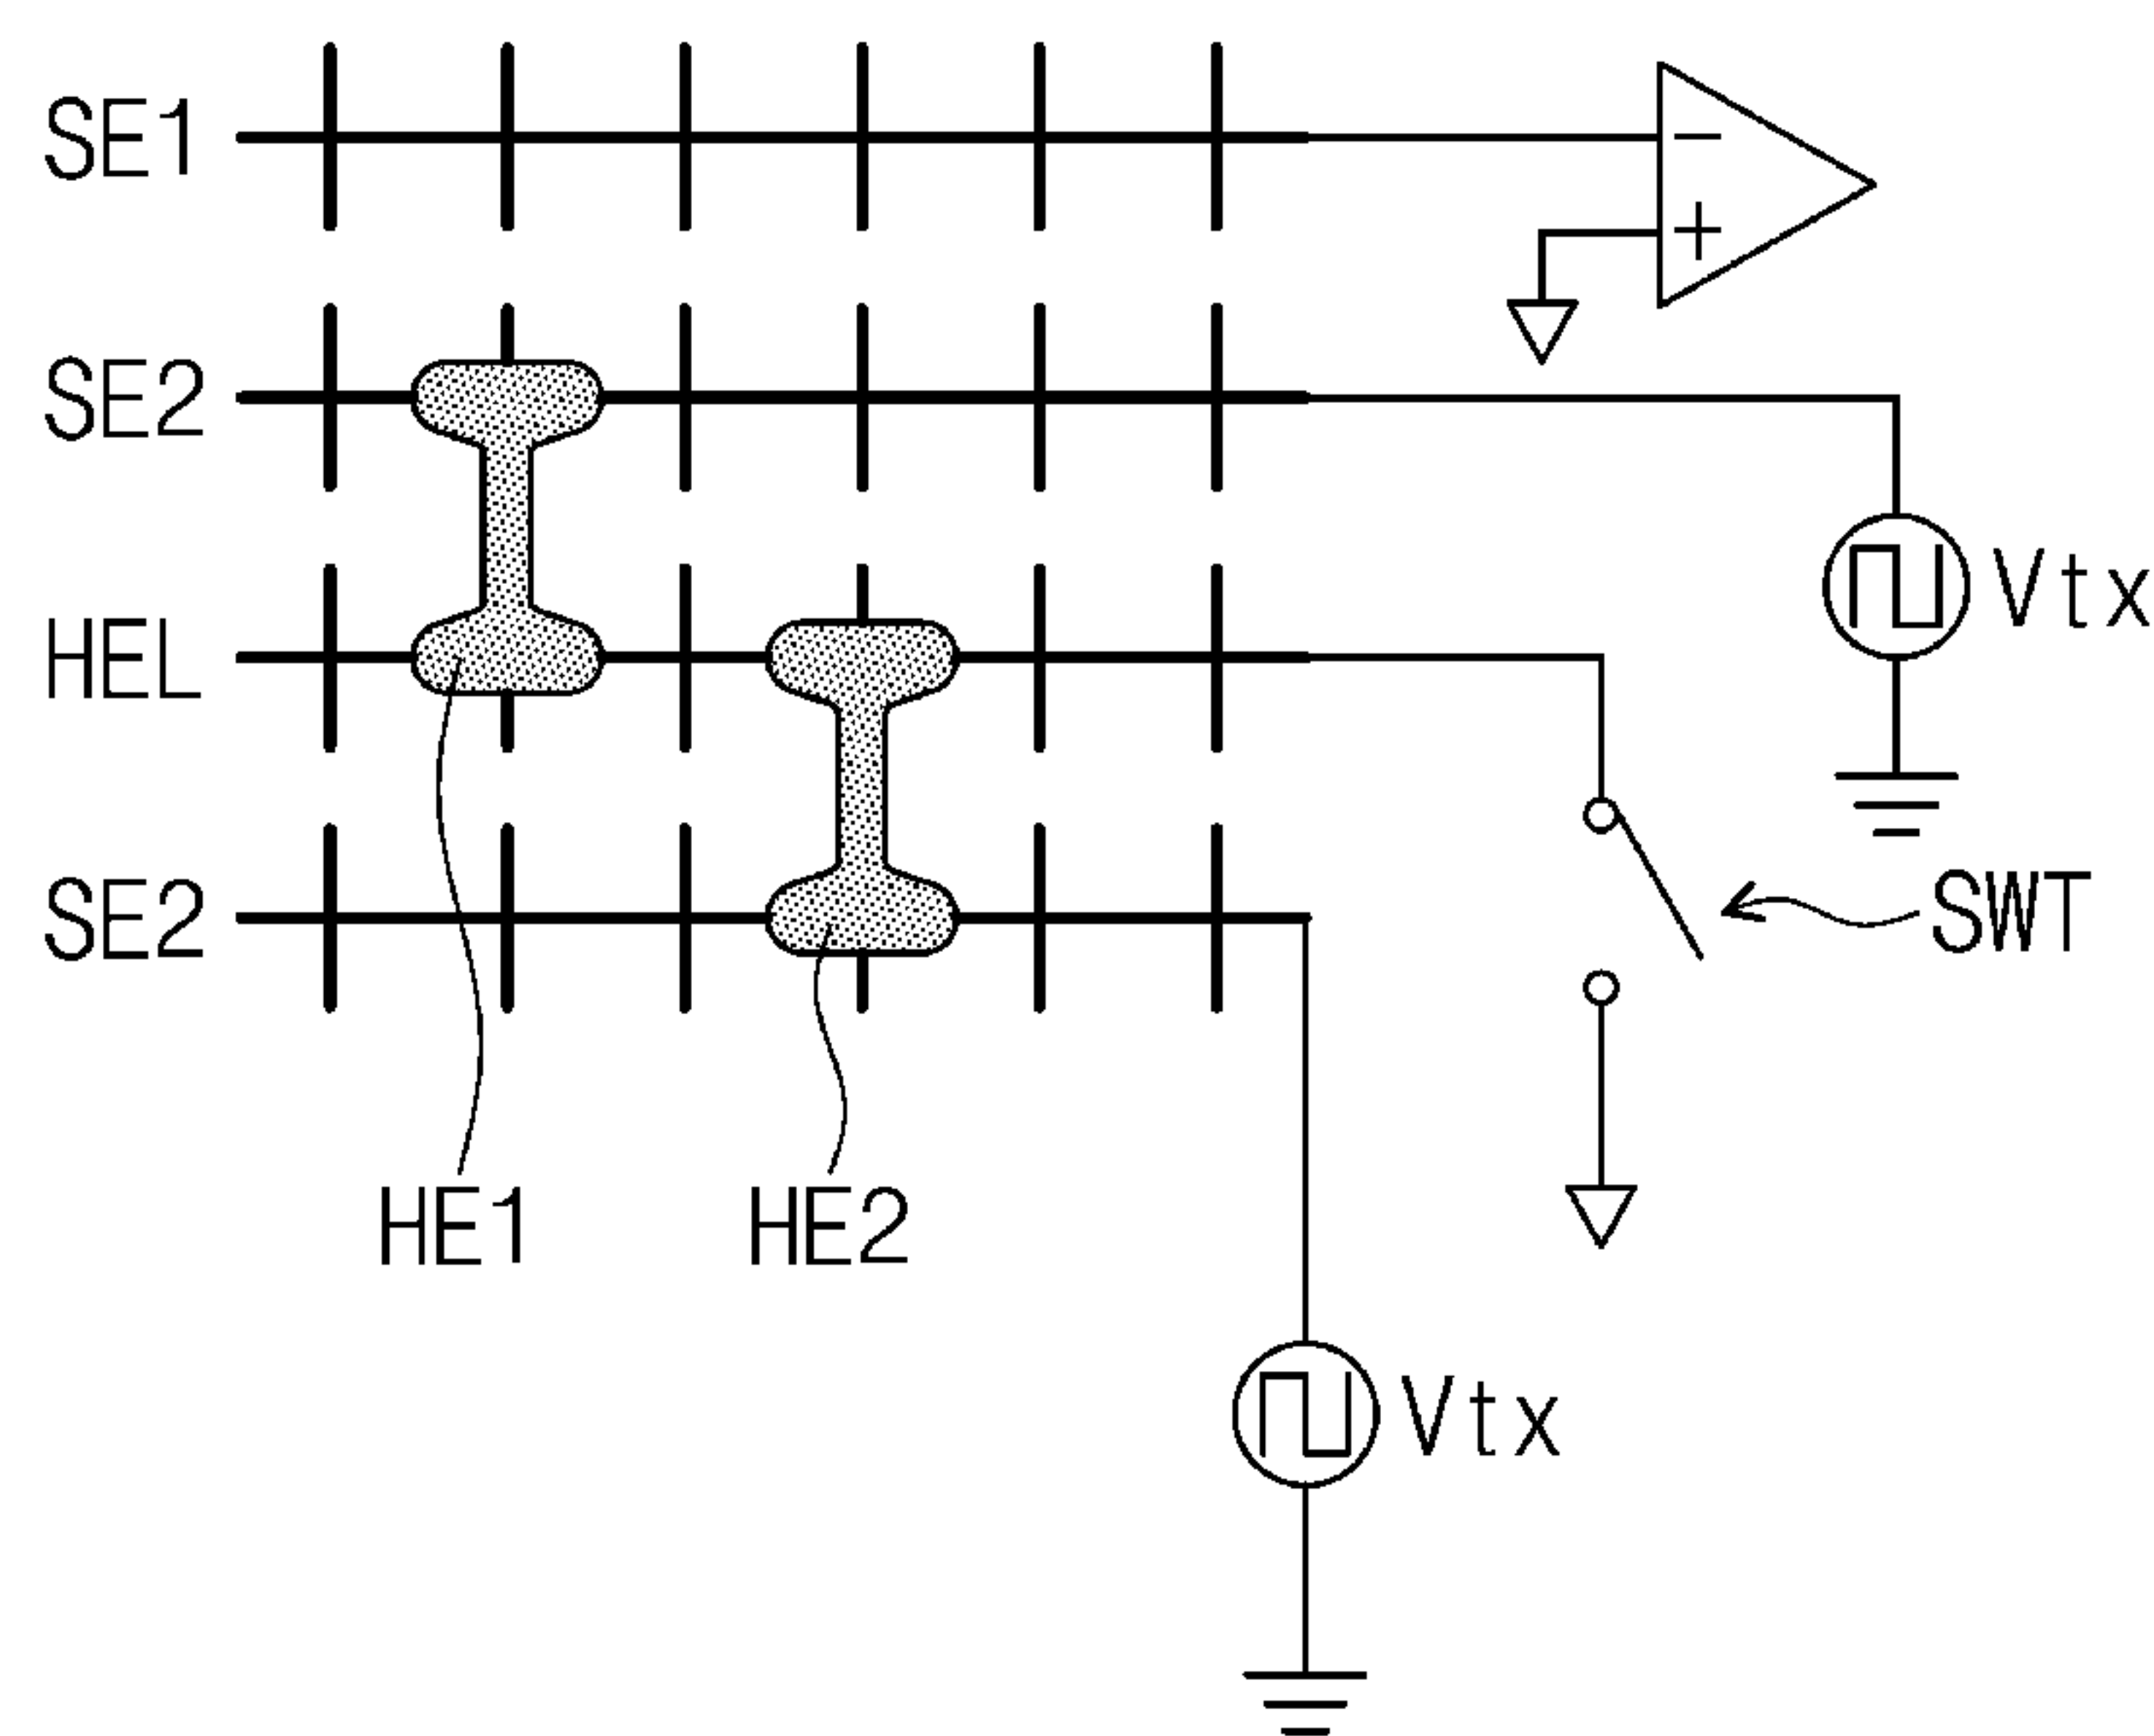 SE1
− 
+
SE2
Vtx
HEL
SWT
SE2
HE1
HE2
Vtx